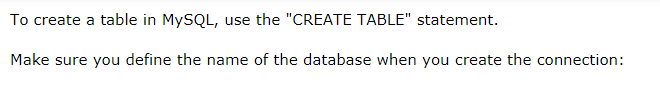 To create a table in MySQL, use the "CREATE TABLE" statement.
Make sure you define the name of the database when you create the connection: